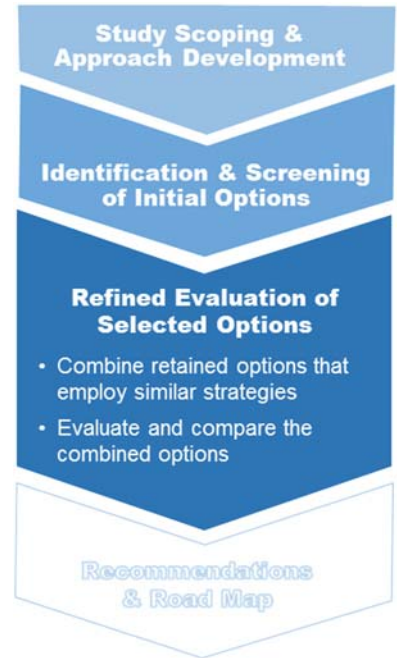 Study Scoping &
Approach Development
Identification & Screening
of Initial Options
Refined Evaluation of
Selected Options
• Combine retained options that
employ similar strategies
• Evaluate and compare the
combined options
Recommendations
& Road Map